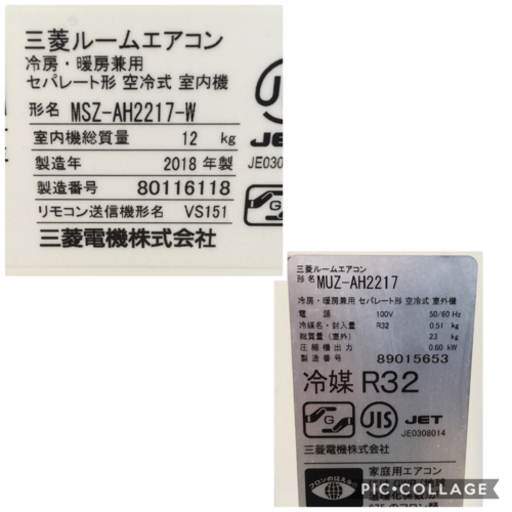 三菱ルームエアコン
冷房・暖房兼用
セパレート形 空冷式 室内機
形名 MSZ-AH2217-W
室内機総質量 12 kg
製造年 2018 年製
製造番号 80116118
リモコン送信機形名 VS151
三菱電機株式会社
JIS
JET
JE0308
G
三菱ルームエアコン
形名 MUZ-AH2217
冷房・暖房兼用 セパレート形 空冷式 室外機
電源 100V 50/60 Hz
冷媒名・封入量 R32 0.51 kg
総質量(室外) 23 kg
圧縮機出力 0.60 kW
製造番号 89015653
冷媒 R32
G
JIS
JET
JE0308014
三菱電機株式会社
家庭用エアコン
PIC•COLLAGE